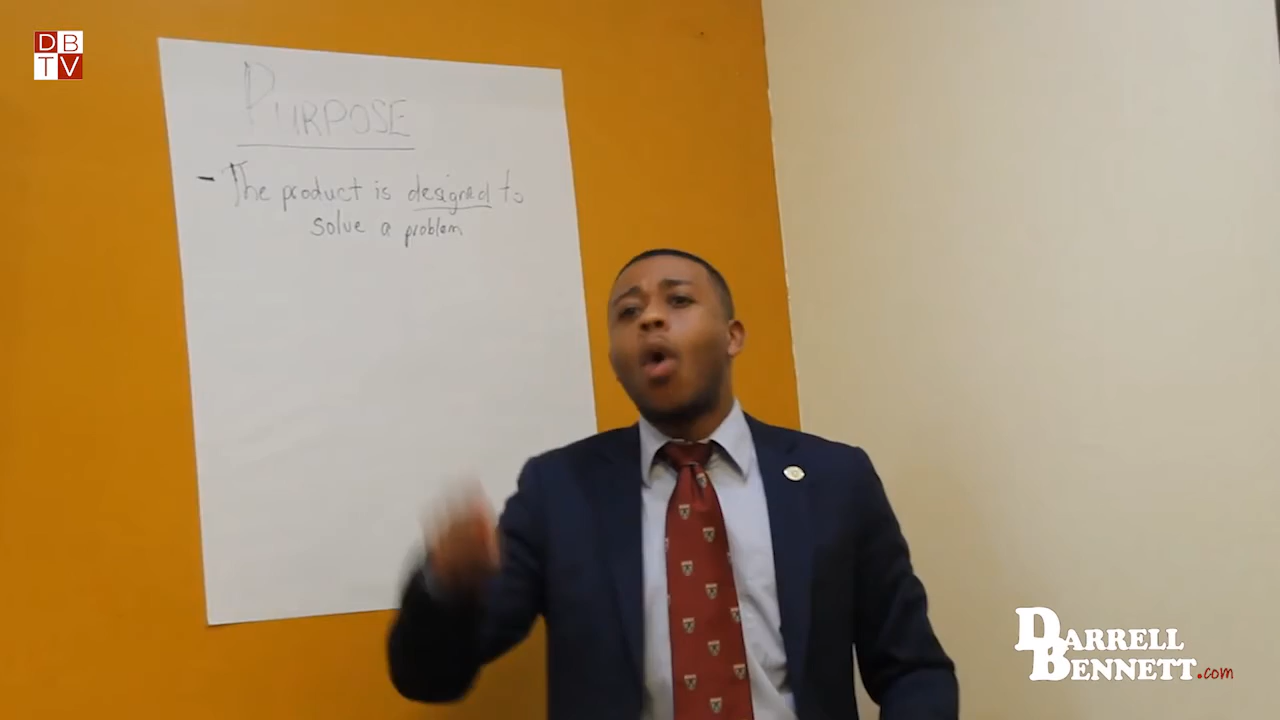 DB
TV
PURPOSE
- The product is designed to
solve a problem
DARRELL
BENNETT.com